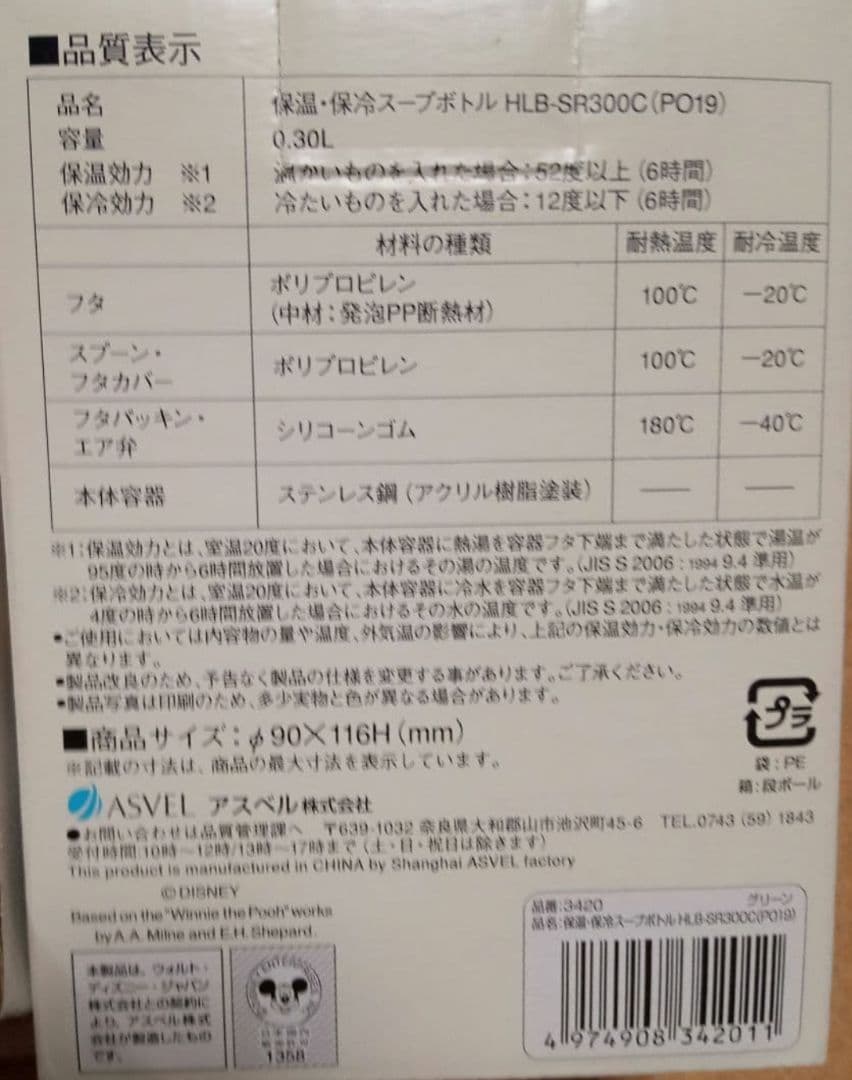 ■品質表示
品名 保温・保冷スープボトル HLB-SR300C(PO19)
容量 0.30L
保温効力 ※1 温かいものを入れた場合:52度以上(6時間)
保冷効力 ※2 冷たいものを入れた場合:12度以下(6時間)
材料の種類 耐熱温度 耐冷温度
フタ ポリプロピレン
(中材:発泡PP断熱材) 100℃ -20℃
スプーン・
フタカバー ポリプロピレン 100℃ -20℃
フタパッキン・
エア弁 シリコーンゴム 180℃ -40℃
本体容器 ステンレス鋼(アクリル樹脂塗装) ―― ――
※1:保温効力とは、室温20度において、本体容器に熱湯を容器フタ下端まで満たした状態で湯温が
95度の時から6時間放置した場合におけるその湯の温度です。(JIS S 2006:1994 9.4 準用)
※2:保冷効力とは、室温20度において、本体容器に冷水を容器フタ下端まで満たした状態で水温が
4度の時から6時間放置した場合におけるその水の温度です。(JIS S 2006:1994 9.4 準用)
●ご使用においては内容物の量や温度、外気温の影響により、上記の保温効力・保冷効力の数値とは
異なります。
●製品改良のため、予告なく製品の仕様を変更する事があります。ご了承ください。
●製品写真は印刷のため、多少実物と色が異なる場合があります。
■商品サイズ:φ90×116H(mm)
※記載の寸法は、商品の最大寸法を表示しています。
プラ
袋:PE
箱:段ボール
ASVEL アスベル株式会社
●お問い合わせは品質管理課へ 〒639-1032 奈良県大和郡山市池沢町45-6 TEL.0743(59)1843
受付時間:10時〜12時/13時〜17時まで(土・日・祝日は除きます)
This product is manufactured in CHINA by Shanghai ASVEL factory
©DISNEY
Based on the "Winnie the Pooh" works
by A.A. Milne and E.H. Shepard.
本製品は、ウォルト・
ディズニー・ジャパン
株式会社との契約に
より、アスベル株式
会社が製造したもの
です。
1358
品番:3420 グリーン
品名:保温・保冷スープボトル HLB-SR300C(PO19)
4 974908 342011